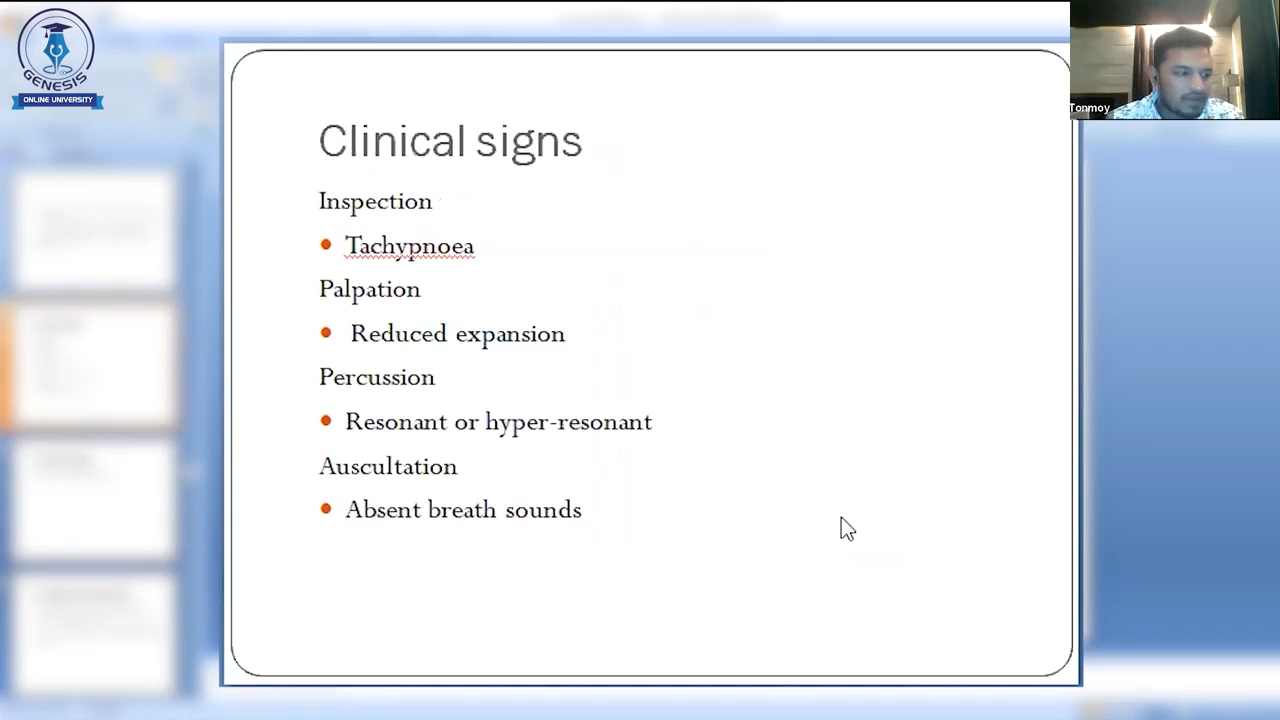 GENESIS
ONLINE UNIVERSITY
Tonmoy
Clinical signs
Inspection
Tachypnoea
Palpation
Reduced expansion
Percussion
Resonant or hyper-resonant
Auscultation
Absent breath sounds